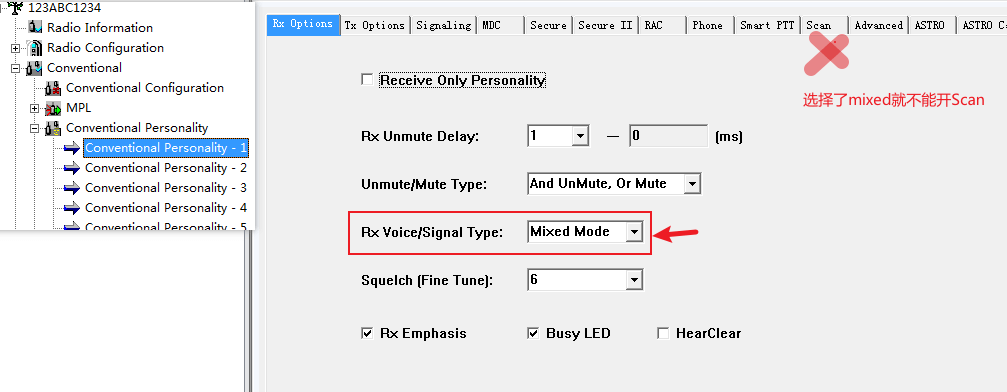 123ABC1234
Radio Information
Radio Configuration
Conventional
Conventional Configuration
MPL
Conventional Personality
Conventional Personality - 1
Conventional Personality - 2
Conventional Personality - 3
Conventional Personality - 4
Conventional Personality - 5
Rx Options Tx Options Signaling MDC Secure Secure II RAC Phone Smart PTT Scan Advanced ASTRO ASTRO C
选择了mixed就不能开Scan
Receive Only Personality
Rx Unmute Delay: 1 — 0 (ms)
Unmute/Mute Type: And UnMute, Or Mute
Rx Voice/Signal Type: Mixed Mode
Squelch (Fine Tune): 6
Rx Emphasis Busy LED HearClear